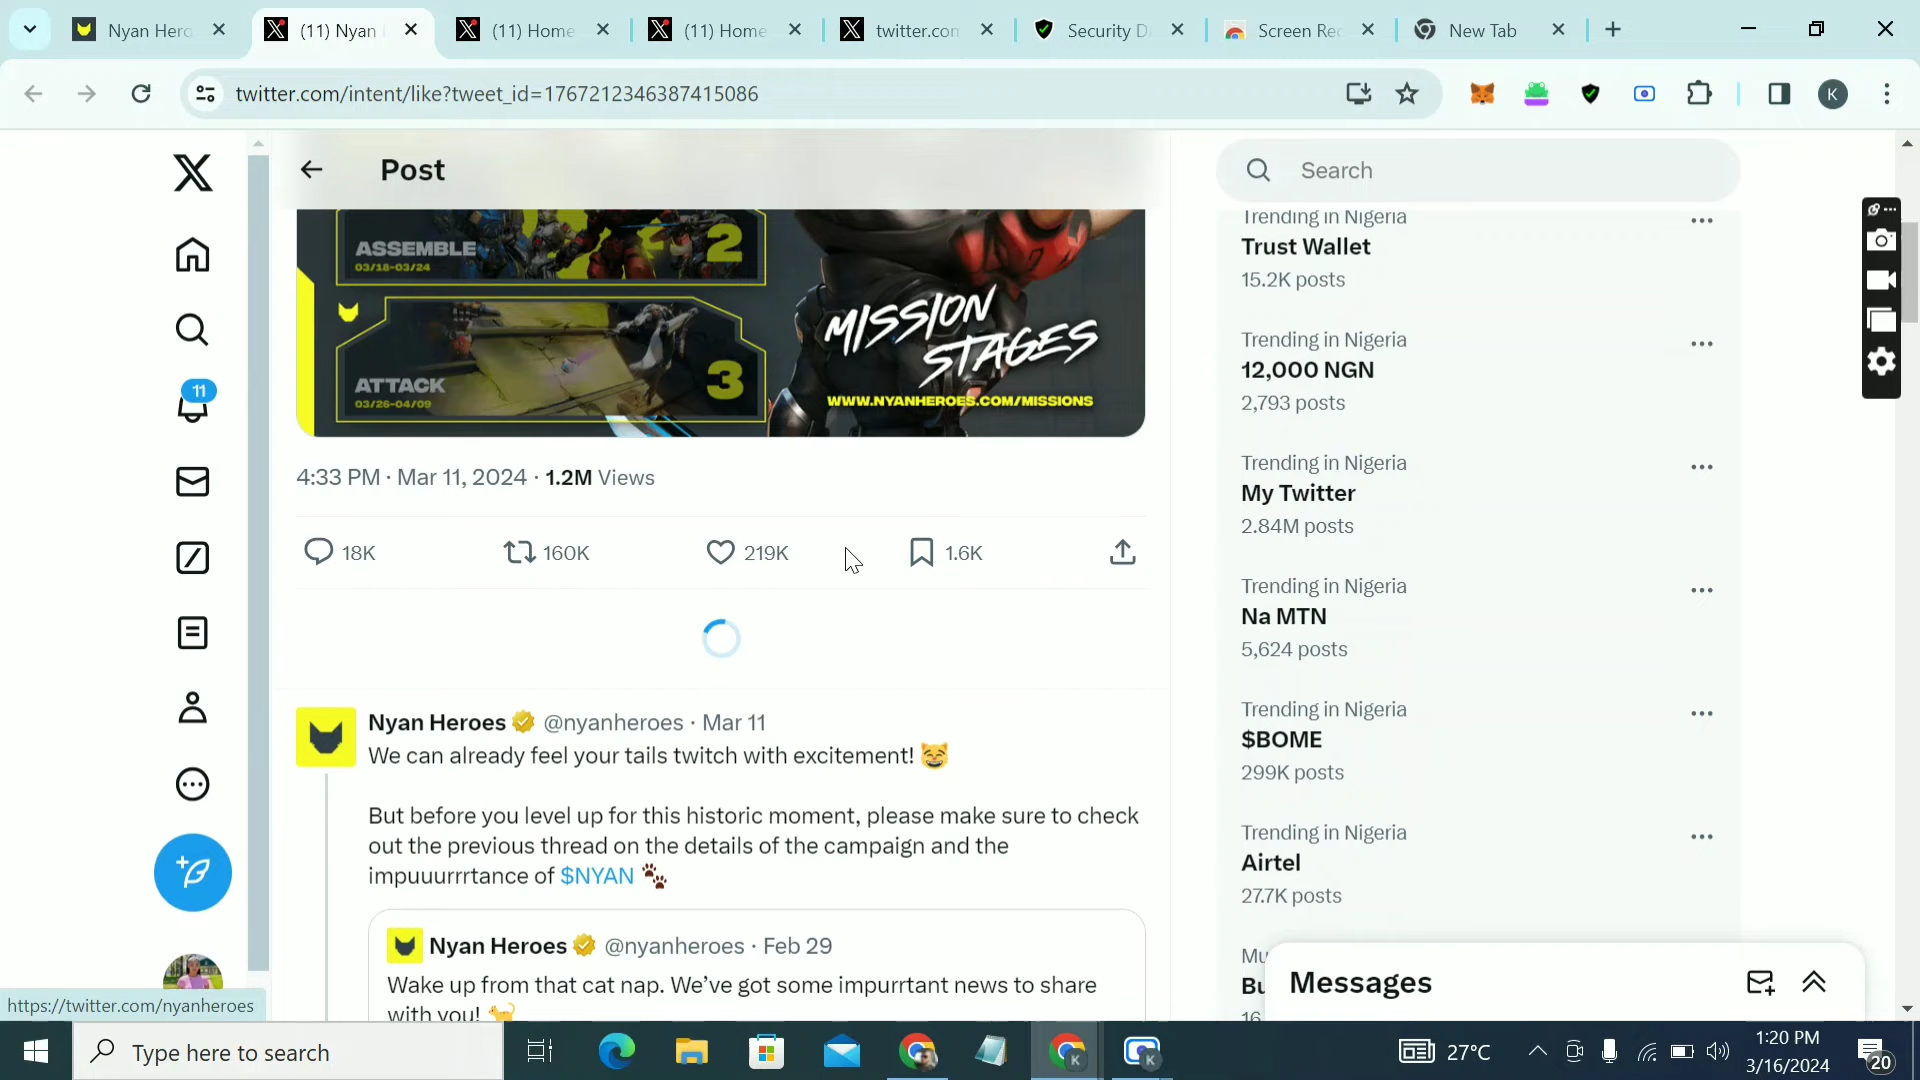 Nyan Hero
(11) Nyan
(11) Home
(11) Home
twitter.com
Security D
Screen Rec
New Tab
twitter.com/intent/like?tweet_id=1767212346387415086
K
Post
Search
ASSEMBLE
03/18-03/24
2
ATTACK
03/26-04/09
3
MISSION
STAGES
WWW.NYANHEROES.COM/MISSIONS
4:33 PM · Mar 11, 2024 · 1.2M Views
18K 160K 219K 1.6K
Nyan Heroes @nyanheroes · Mar 11
We can already feel your tails twitch with excitement! 😸
But before you level up for this historic moment, please make sure to check
out the previous thread on the details of the campaign and the
impuuurrrtance of $NYAN 🐾
Nyan Heroes @nyanheroes · Feb 29
Wake up from that cat nap. We've got some impurrtant news to share
with you! 🐈
11
Trending in Nigeria
Trust Wallet
15.2K posts
Trending in Nigeria
12,000 NGN
2,793 posts
Trending in Nigeria
My Twitter
2.84M posts
Trending in Nigeria
Na MTN
5,624 posts
Trending in Nigeria
$BOME
299K posts
Trending in Nigeria
Airtel
27.7K posts
Mu
Bu
16
Messages
https://twitter.com/nyanheroes
Type here to search
K
K
27°C
1:20 PM
3/16/2024
20